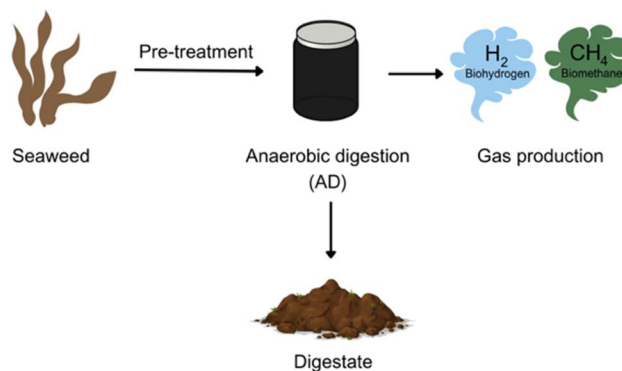 Pre-treatment
H₂
Biohydrogen
CH₄
Biomethane
Seaweed
Anaerobic digestion
(AD)
Gas production
Digestate